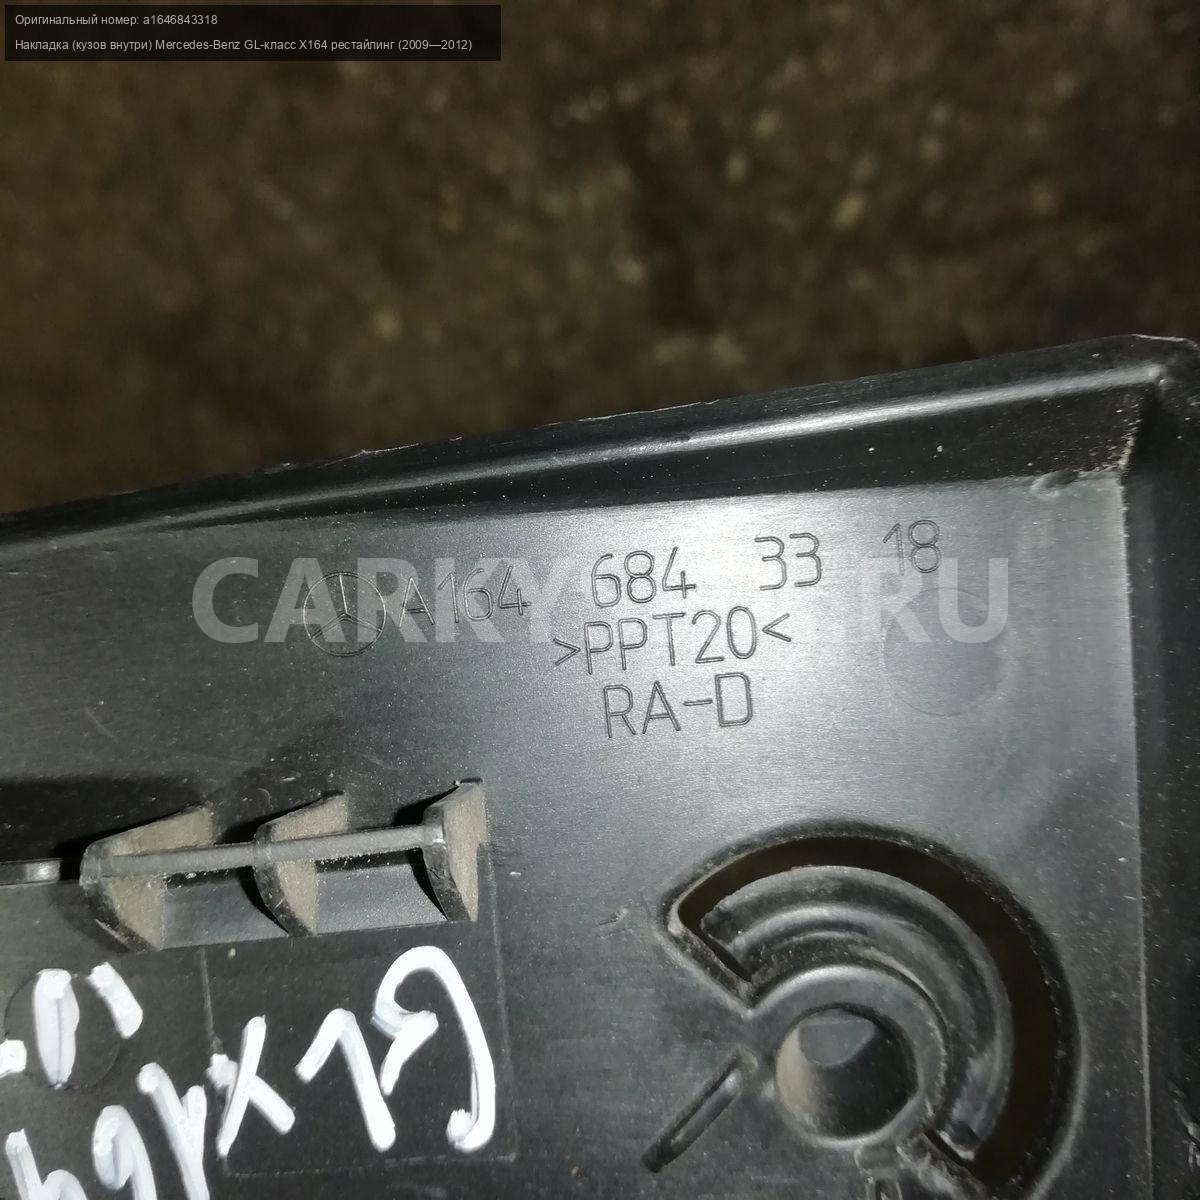 Оригинальный номер: a1646843318
Накладка (кузов внутри) Mercedes-Benz GL-класс X164 рестайлинг (2009—2012)
A164 684 33 18
>PPT20<
RA-D